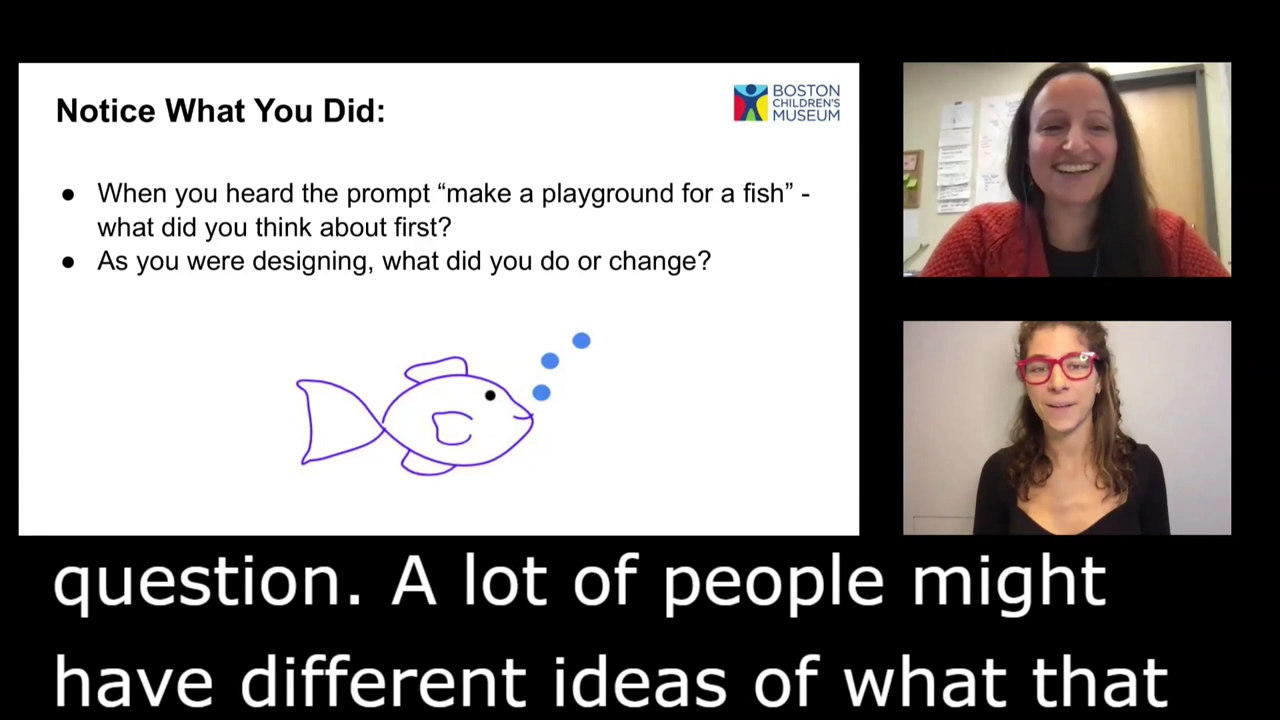 Notice What You Did:
BOSTON
CHILDREN'S
MUSEUM
● When you heard the prompt “make a playground for a fish” -
what did you think about first?
● As you were designing, what did you do or change?
question. A lot of people might
have different ideas of what that